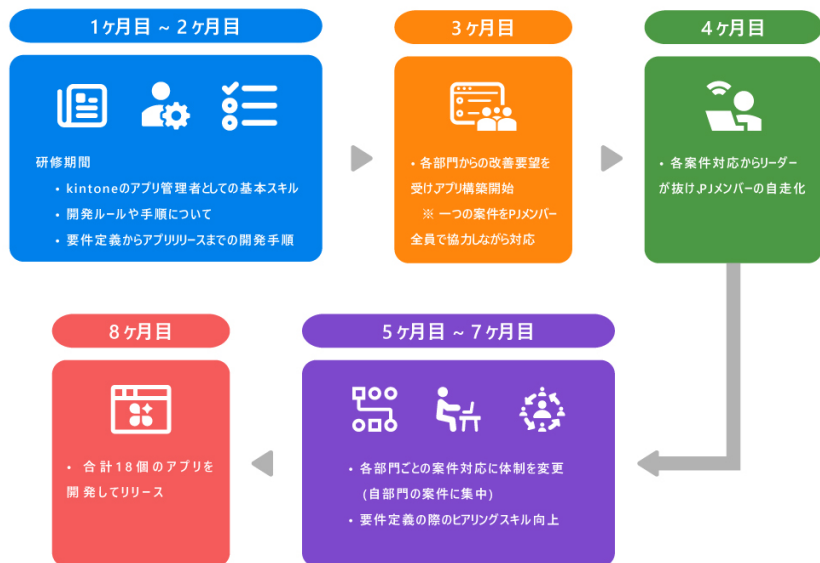 1ヶ月目 ~ 2ヶ月目
研修期間
• kintoneのアプリ管理者としての基本スキル
• 開発ルールや手順について
• 要件定義からアプリリリースまでの開発手順
3ヶ月目
• 各部門からの改善要望を
受け、アプリ構築開始
※ 一つの案件をPJメンバー
全員で協力しながら対応
4ヶ月目
• 各案件対応からリーダー
が抜け、PJメンバーの自走化
5ヶ月目 ~ 7ヶ月目
• 各部門ごとの案件対応に体制を変更
(自部門の案件に集中)
• 要件定義の際のヒアリングスキル向上
8ヶ月目
• 合計18個のアプリを
開発してリリース